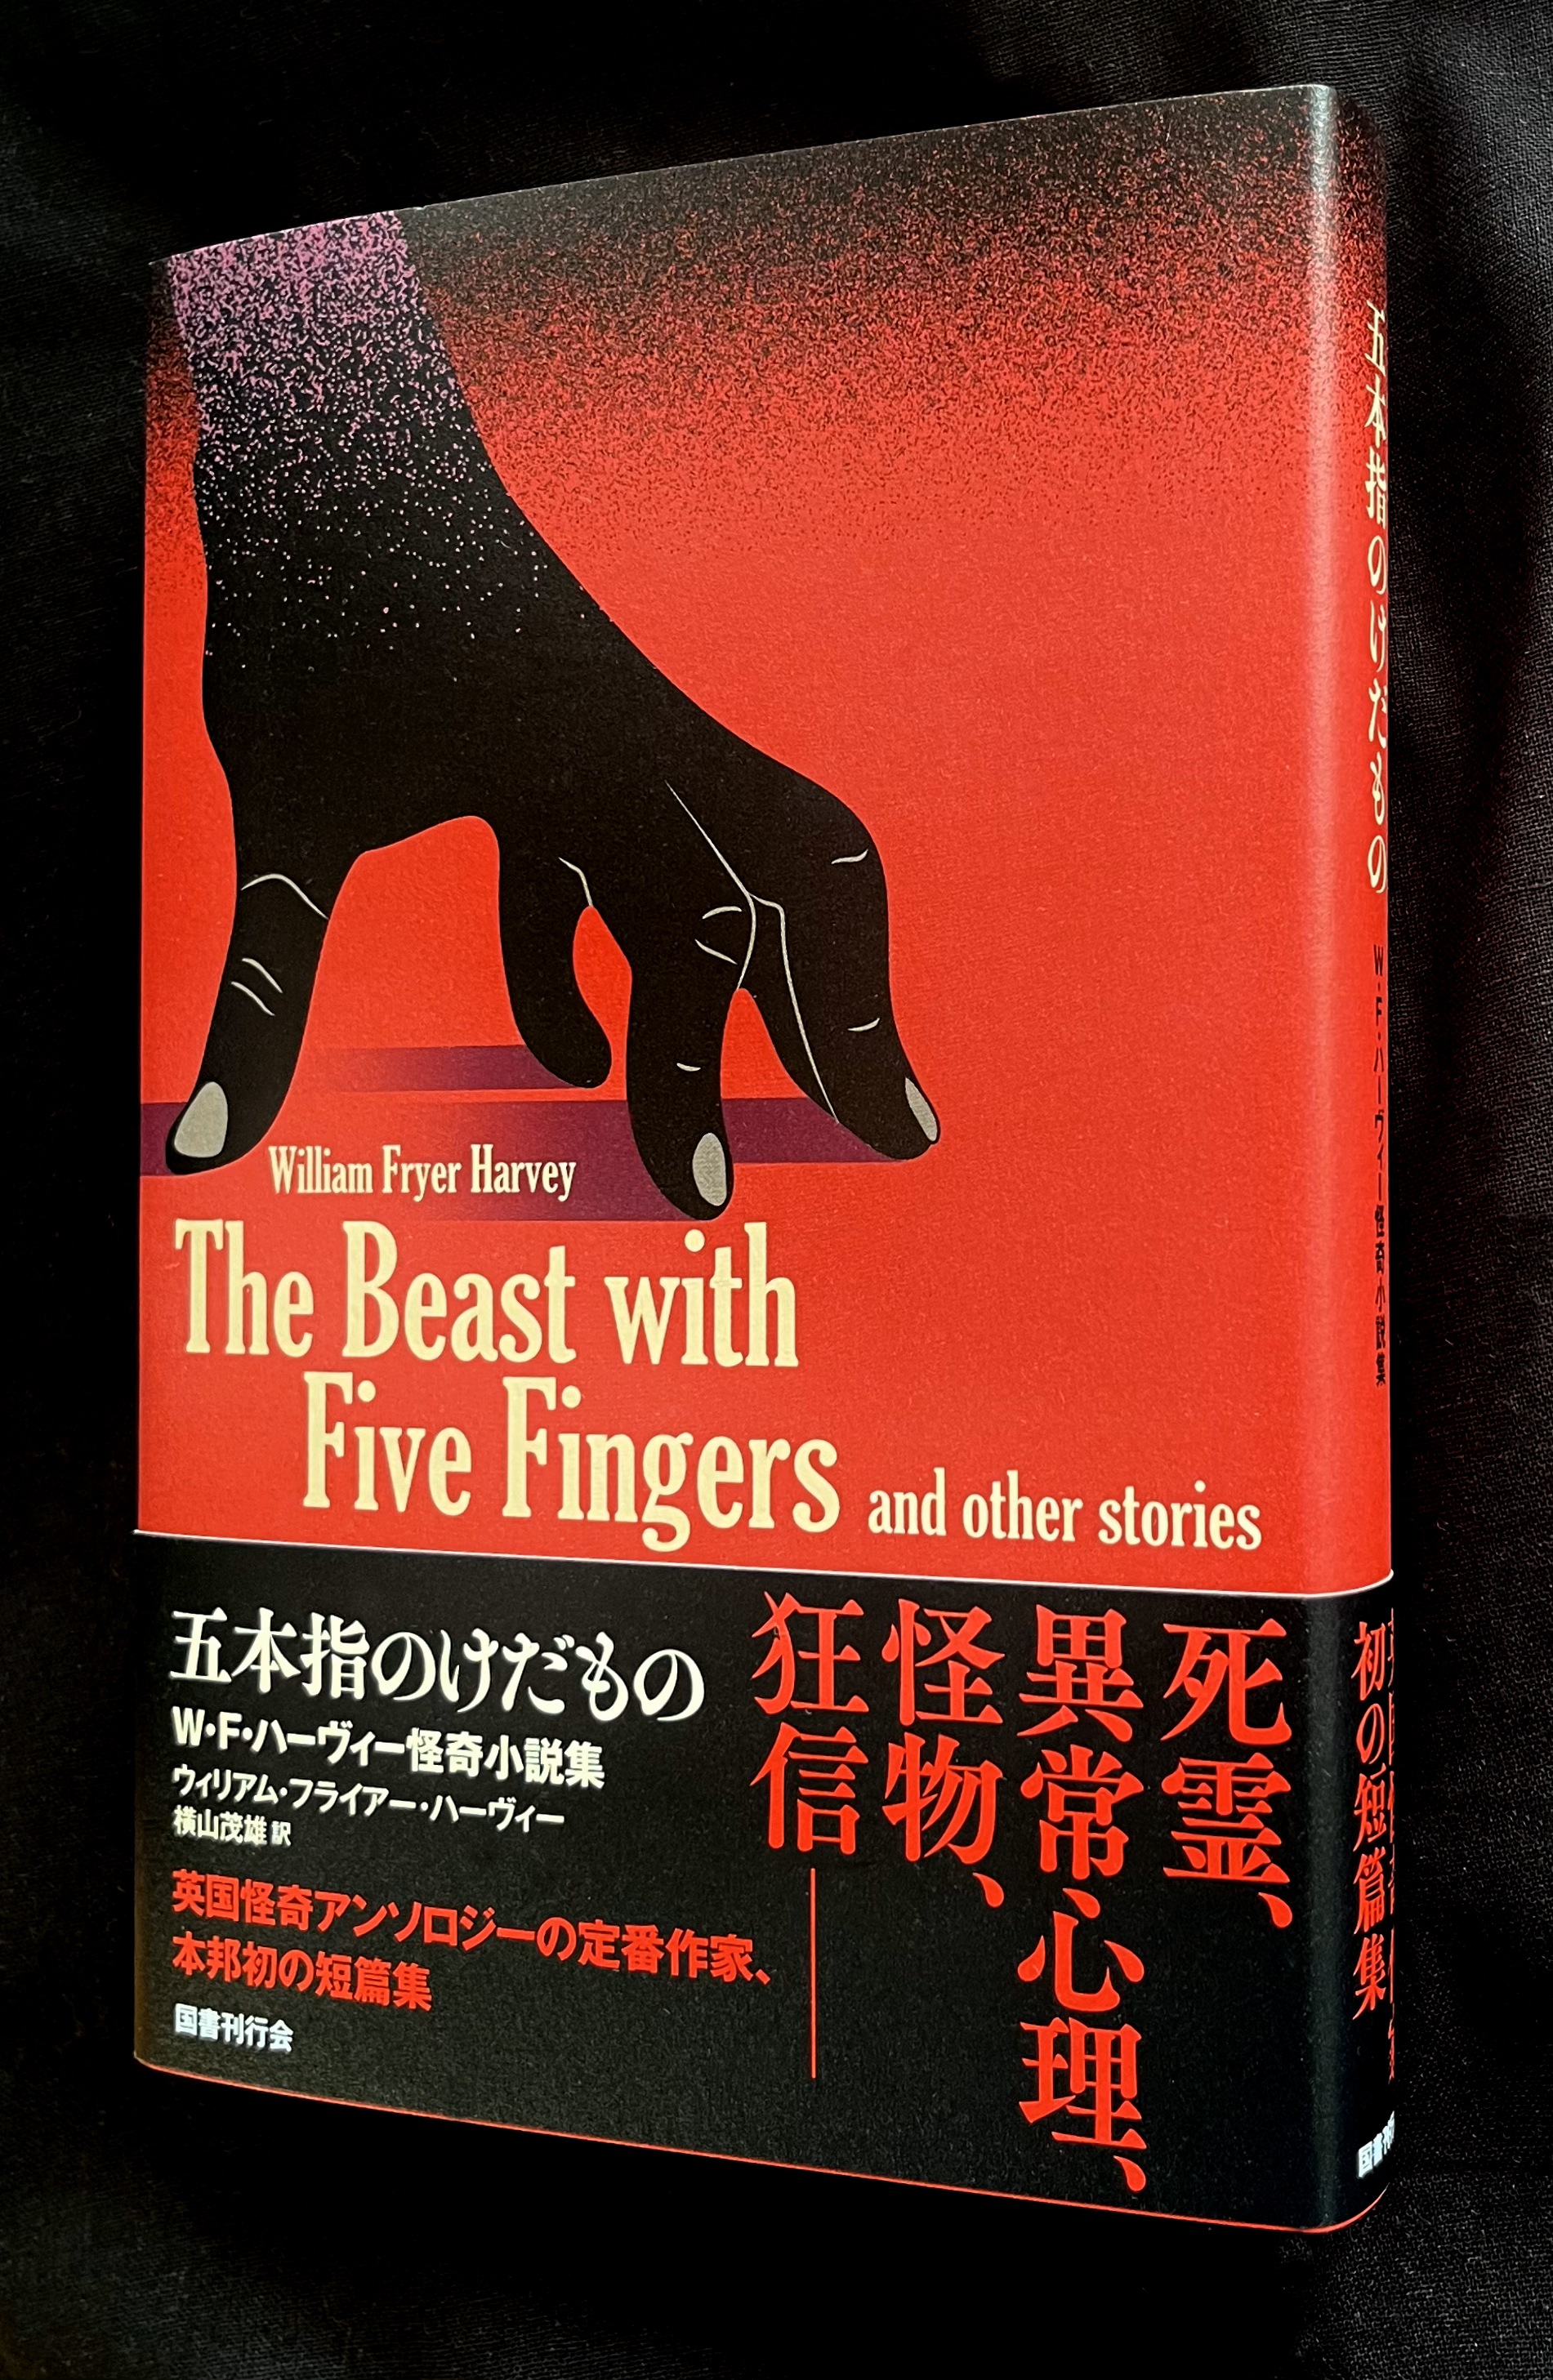 William Fryer Harvey
The Beast with
Five Fingers and other stories
五本指のけだもの
W・F・ハーヴィー怪奇小説集
ウィリアム・フライアー・ハーヴィー
横山茂雄 訳
英国怪奇アンソロジーの定番作家、
本邦初の短篇集
国書刊行会
死霊、
異常心理、
怪物、
狂信――
五本指のけだもの
W・F・ハーヴィー怪奇小説集
初の短篇集
国書